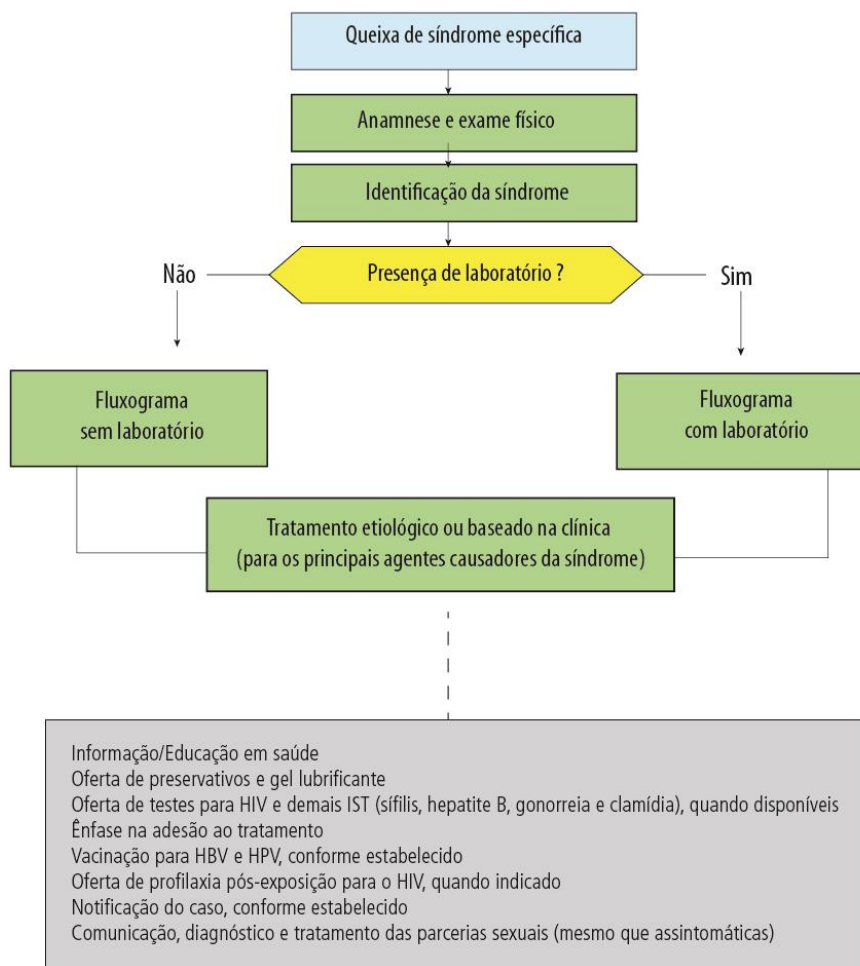 Queixa de síndrome específica
Anamnese e exame físico
Identificação da síndrome
Presença de laboratório ?
Não
Sim
Fluxograma
sem laboratório
Fluxograma
com laboratório
Tratamento etiológico ou baseado na clínica
(para os principais agentes causadores da síndrome)
Informação/Educação em saúde
Oferta de preservativos e gel lubrificante
Oferta de testes para HIV e demais IST (sífilis, hepatite B, gonorreia e clamídia), quando disponíveis
Ênfase na adesão ao tratamento
Vacinação para HBV e HPV, conforme estabelecido
Oferta de profilaxia pós-exposição para o HIV, quando indicado
Notificação do caso, conforme estabelecido
Comunicação, diagnóstico e tratamento das parcerias sexuais (mesmo que assintomáticas)